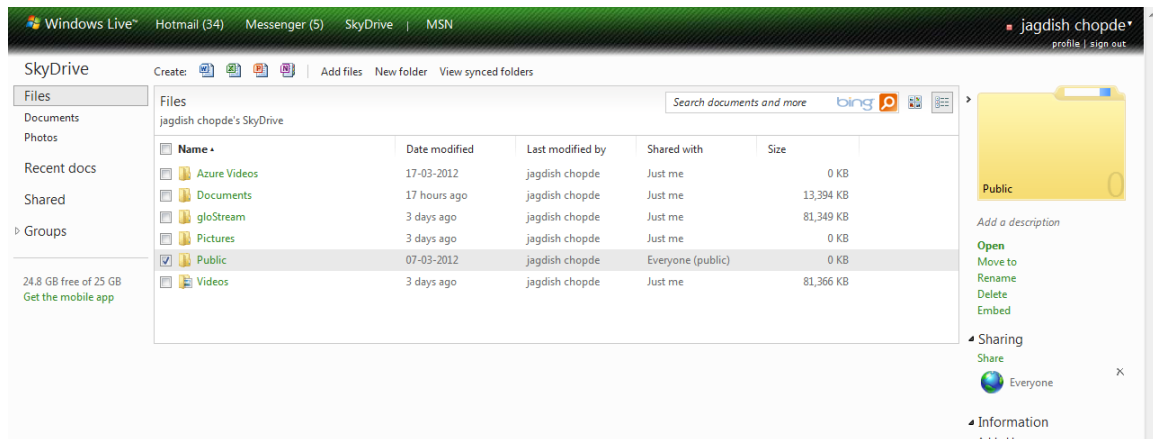 Windows Live™ Hotmail (34) Messenger (5) SkyDrive | MSN jagdish chopde
profile | sign out
SkyDrive
Create: Add files New folder View synced folders
Files
Documents
Photos
Recent docs
Shared
Groups
24.8 GB free of 25 GB
Get the mobile app
Files
jagdish chopde's SkyDrive
Search documents and more bing
Name Date modified Last modified by Shared with Size
Azure Videos 17-03-2012 jagdish chopde Just me 0 KB
Documents 17 hours ago jagdish chopde Just me 13,394 KB
gloStream 3 days ago jagdish chopde Just me 81,349 KB
Pictures 3 days ago jagdish chopde Just me 0 KB
Public 07-03-2012 jagdish chopde Everyone (public) 0 KB
Videos 3 days ago jagdish chopde Just me 81,366 KB
Public 0
Add a description
Open
Move to
Rename
Delete
Embed
Sharing
Share
Everyone
Information